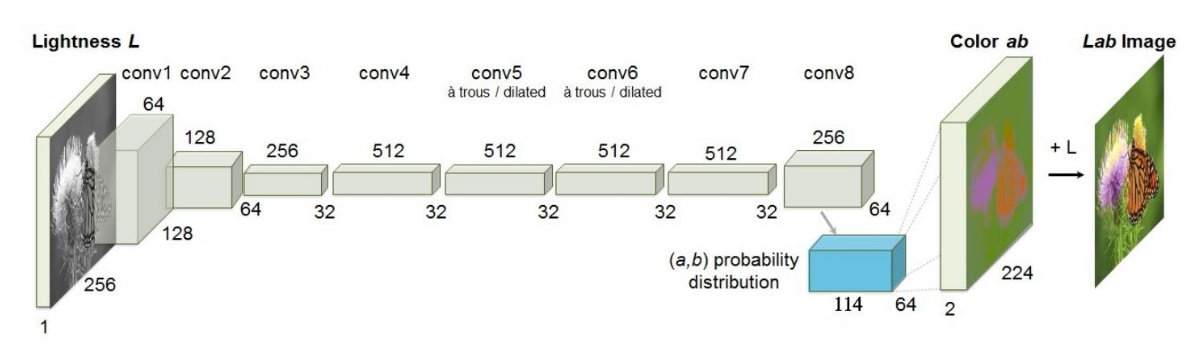 Lightness L
Color ab
Lab Image
conv1
conv2
conv3
conv4
conv5
à trous / dilated
conv6
à trous / dilated
conv7
conv8
64
128
256
512
512
512
512
256
+ L
64
32
32
32
32
32
64
128
256
(a,b) probability
distribution
224
114
64
2
1